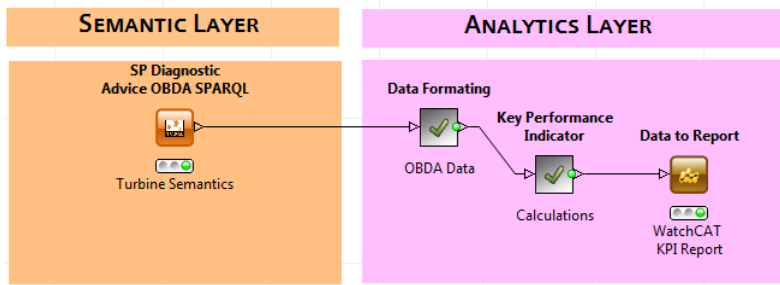 SEMANTIC LAYER
ANALYTICS LAYER
SP Diagnostic
Advice OBDA SPARQL
Turbine Semantics
Data Formating
OBDA Data
Key Performance
Indicator
Calculations
Data to Report
WatchCAT
KPI Report